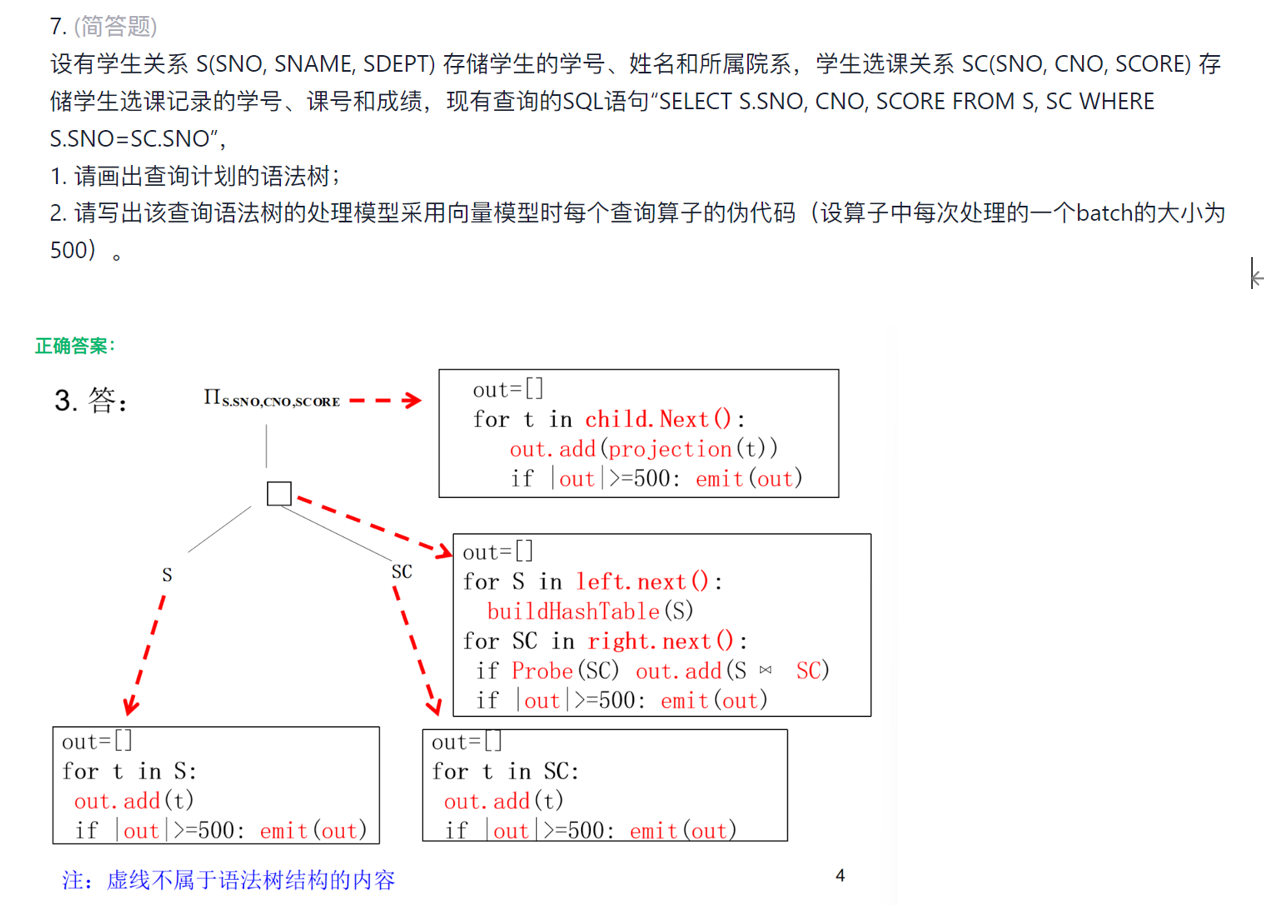 7. (简答题)
设有学生关系 S(SNO, SNAME, SDEPT) 存储学生的学号、姓名和所属院系，学生选课关系 SC(SNO, CNO, SCORE) 存
储学生选课记录的学号、课号和成绩，现有查询的SQL语句“SELECT S.SNO, CNO, SCORE FROM S, SC WHERE
S.SNO=SC.SNO”，
1. 请画出查询计划的语法树；
2. 请写出该查询语法树的处理模型采用向量模型时每个查询算子的伪代码（设算子中每次处理的一个batch的大小为
500）。
正确答案：
3. 答：
Π S.SNO,CNO,SCORE
out=[]
for t in child.Next():
out.add(projection(t))
if |out|>=500: emit(out)
out=[]
for S in left.next():
buildHashTable(S)
for SC in right.next():
if Probe(SC) out.add(S ⋈ SC)
if |out|>=500: emit(out)
S
SC
out=[]
for t in S:
out.add(t)
if |out|>=500: emit(out)
out=[]
for t in SC:
out.add(t)
if |out|>=500: emit(out)
注：虚线不属于语法树结构的内容
4